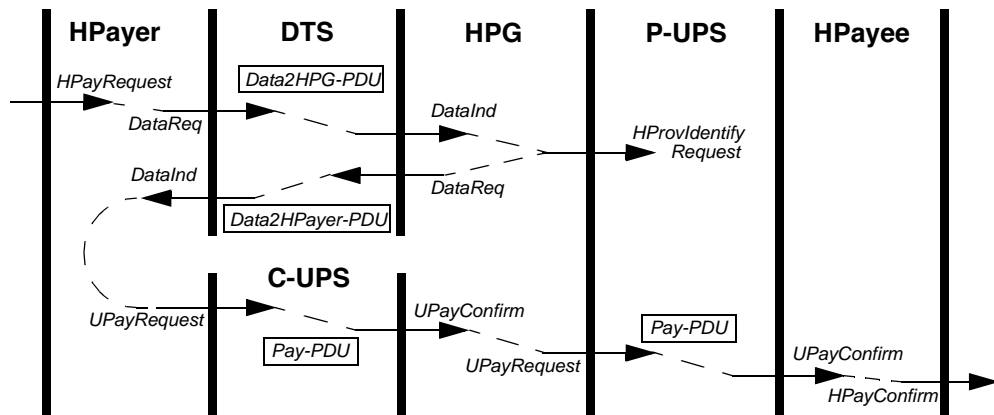 HPayer
DTS
HPG
P-UPS
HPayee
HPayRequest
Data2HPG-PDU
DataReq
DataInd
HProvIdentify
Request
DataInd
DataReq
Data2HPayer-PDU
C-UPS
UPayRequest
Pay-PDU
UPayConfirm
UPayRequest
Pay-PDU
UPayConfirm
HPayConfirm